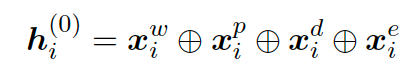 h_i^{(0)} = x_i^w ⊕ x_i^p ⊕ x_i^d ⊕ x_i^e